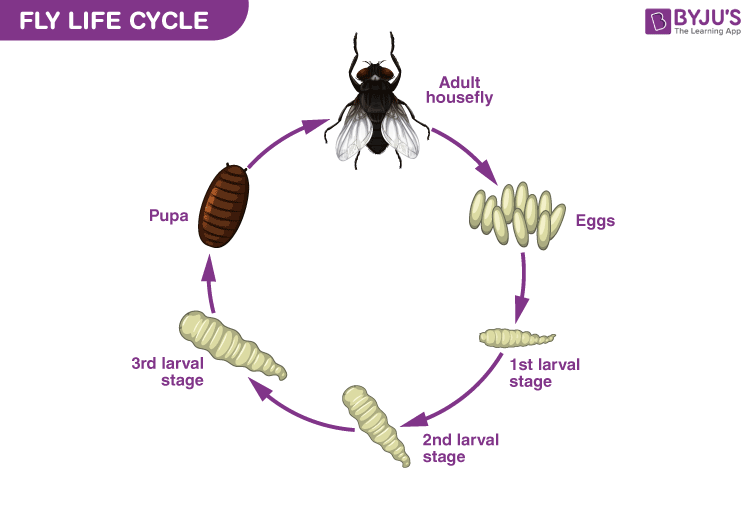 FLY LIFE CYCLE
BYJU'S
The Learning App
Adult
housefly
Eggs
1st larval
stage
2nd larval
stage
3rd larval
stage
Pupa